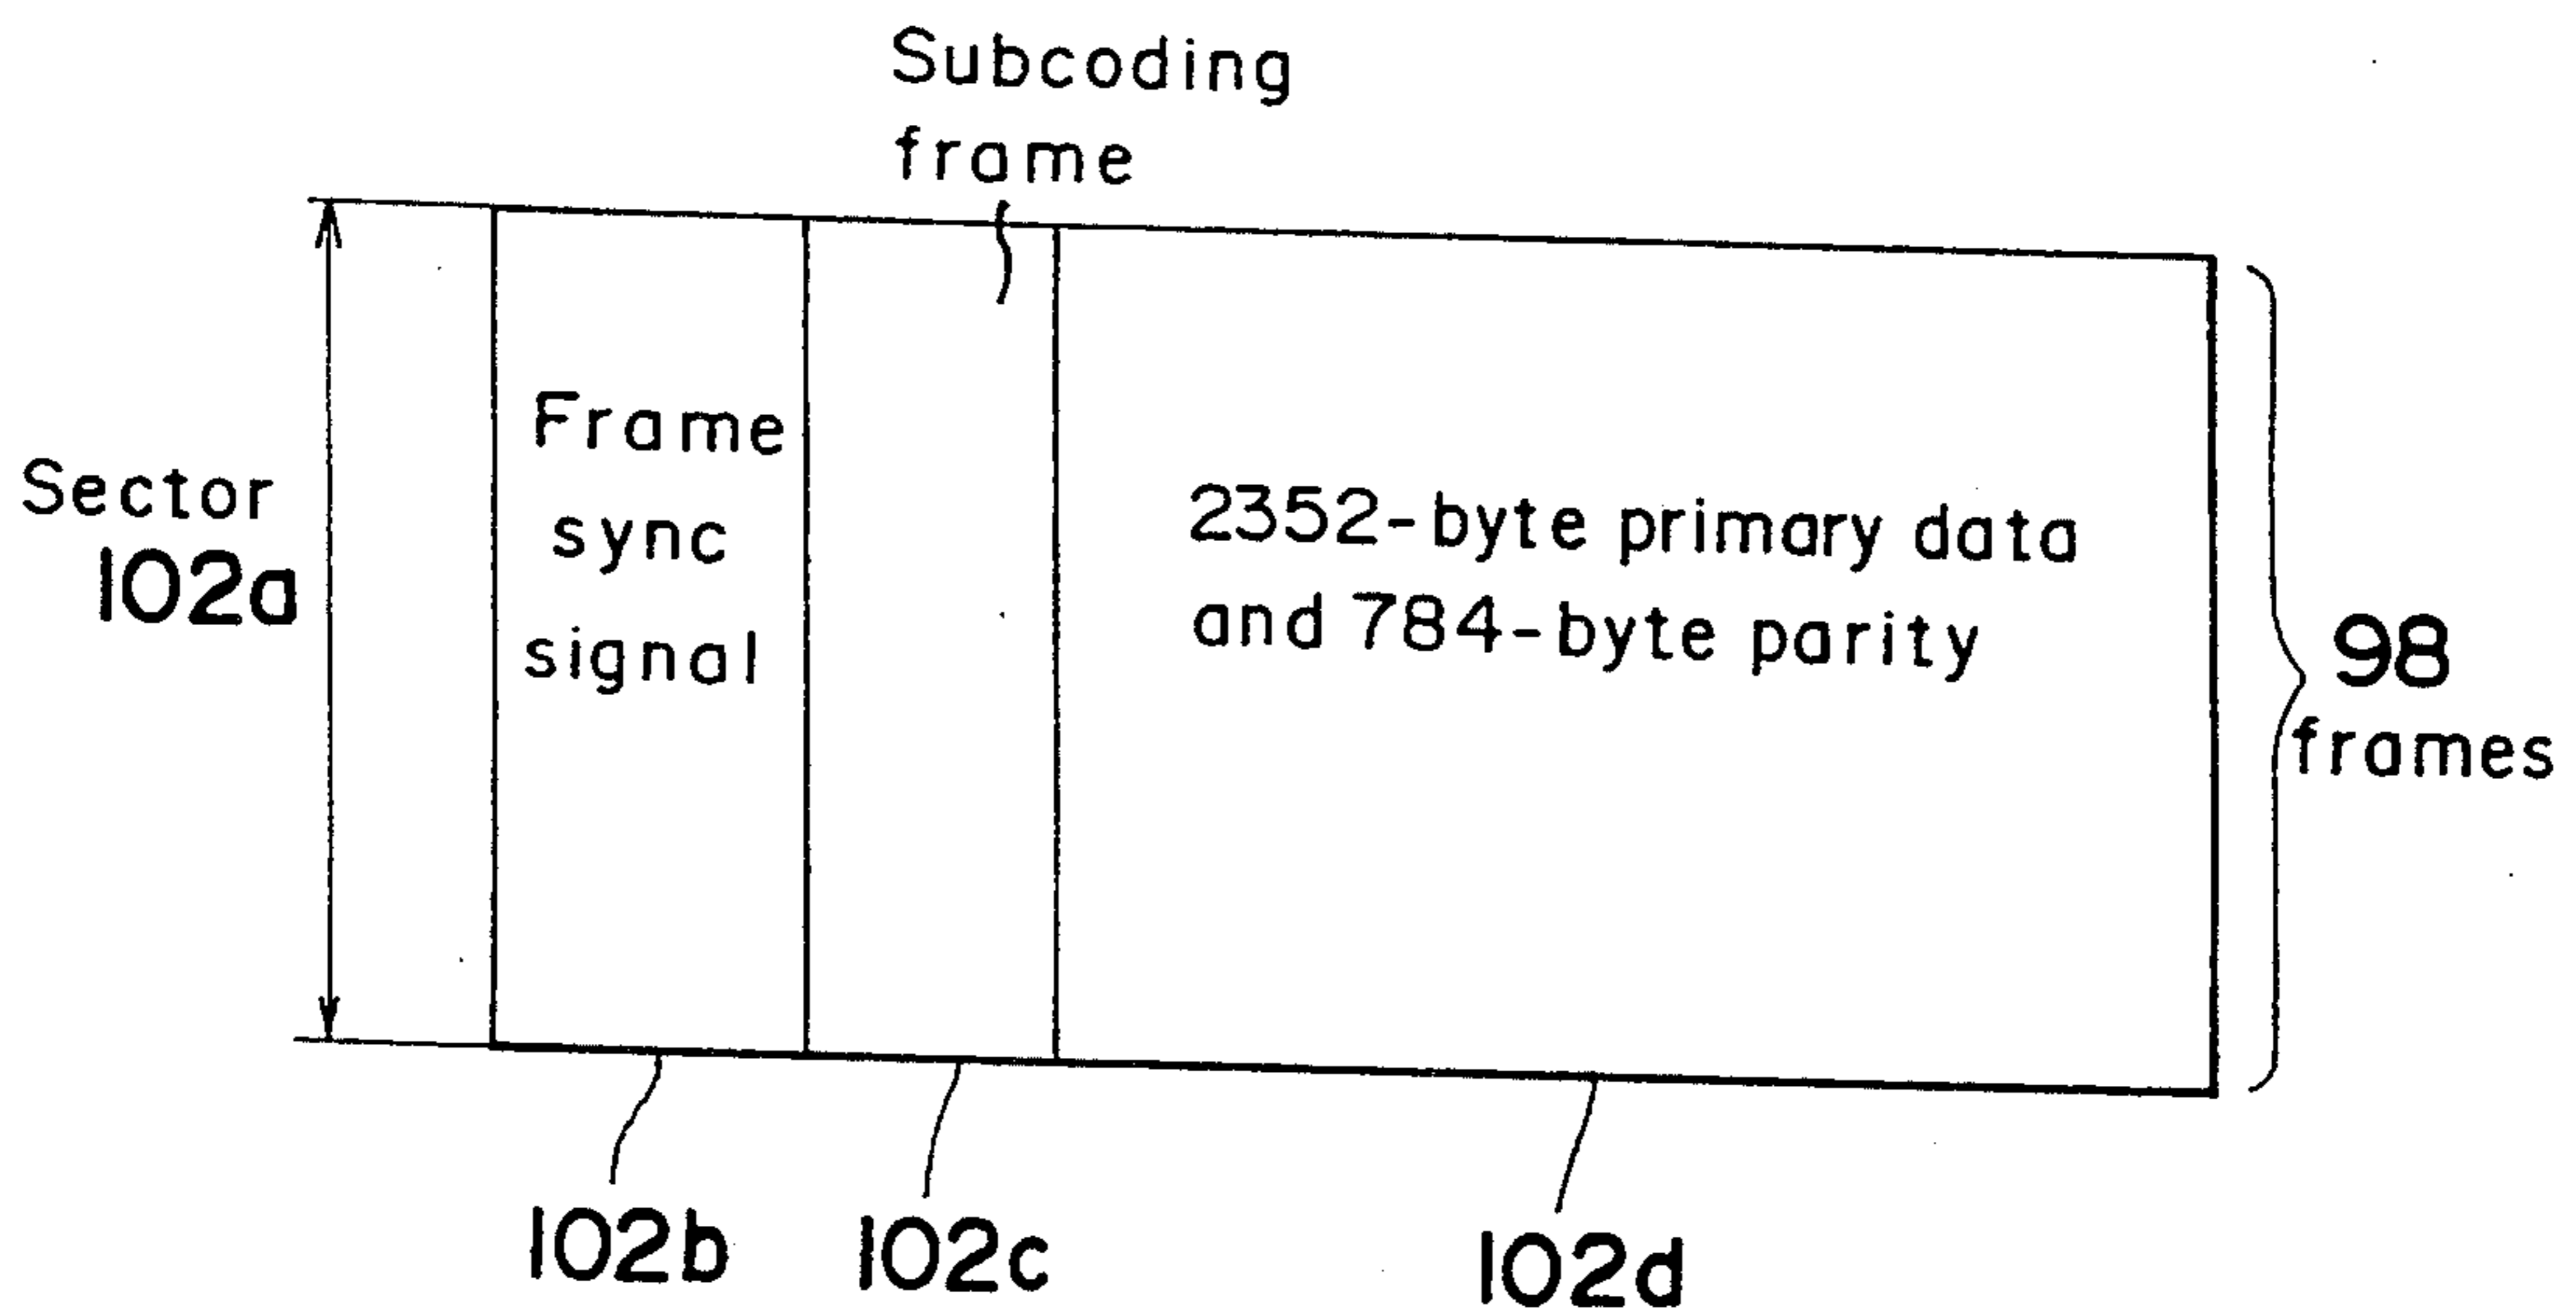 Subcoding
frame
Sector
102a
Frame
sync
signal
2352-byte primary data
and 784-byte parity
98
frames
102b
102c
102d